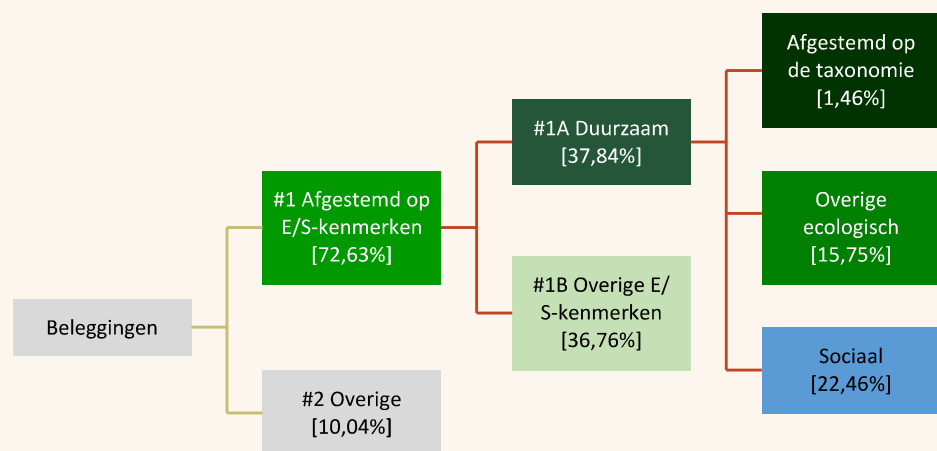 Beleggingen
#1 Afgestemd op
E/S-kenmerken
[72,63%]
#2 Overige
[10,04%]
#1A Duurzaam
[37,84%]
#1B Overige E/
S-kenmerken
[36,76%]
Afgestemd op
de taxonomie
[1,46%]
Overige
ecologisch
[15,75%]
Sociaal
[22,46%]